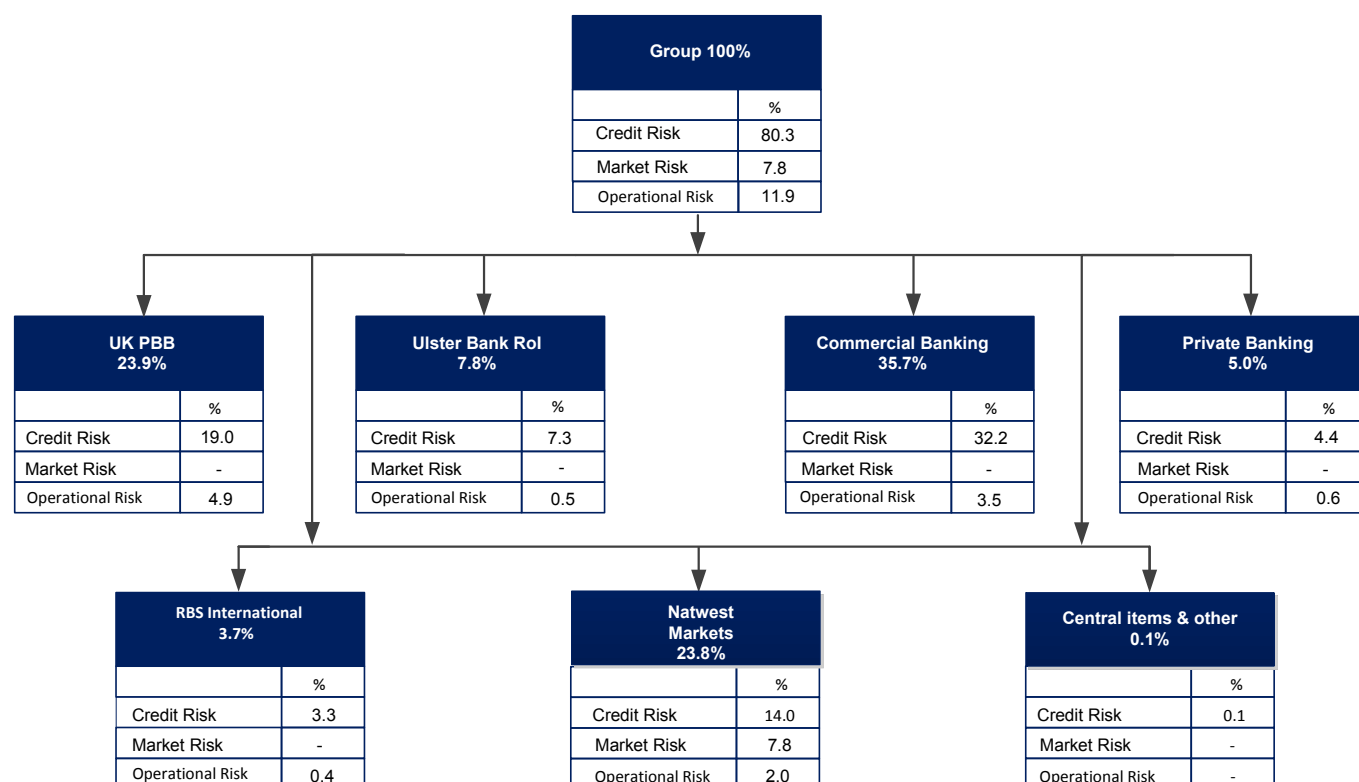 Group 100%
%
Credit Risk 80.3
Market Risk 7.8
Operational Risk 11.9
UK PBB
23.9%
%
Credit Risk 19.0
Market Risk -
Operational Risk 4.9
Ulster Bank RoI
7.8%
%
Credit Risk 7.3
Market Risk -
Operational Risk 0.5
Commercial Banking
35.7%
%
Credit Risk 32.2
Market Risk -
Operational Risk 3.5
Private Banking
5.0%
%
Credit Risk 4.4
Market Risk -
Operational Risk 0.6
RBS International
3.7%
%
Credit Risk 3.3
Market Risk -
Operational Risk 0.4
Natwest
Markets
23.8%
%
Credit Risk 14.0
Market Risk 7.8
Operational Risk 2.0
Central items & other
0.1%
%
Credit Risk 0.1
Market Risk -
Operational Risk -